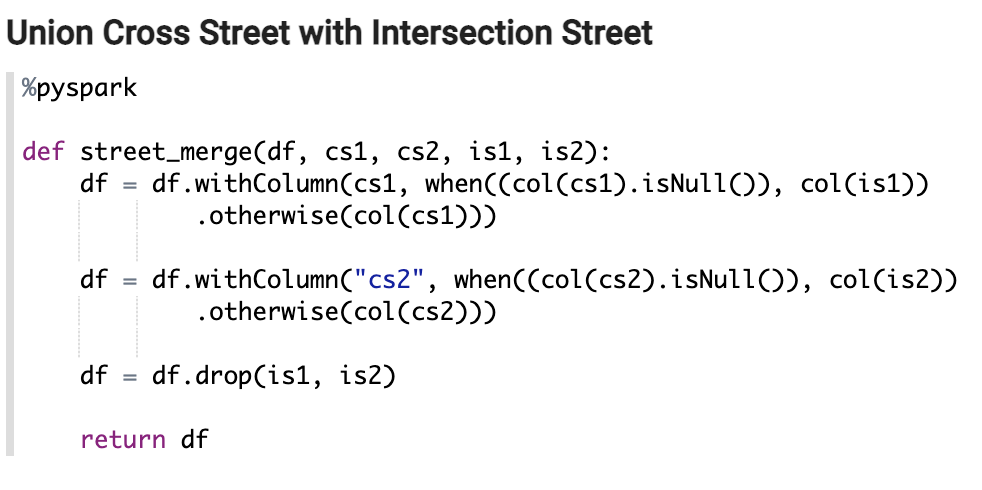 Union Cross Street with Intersection Street
%pyspark
def street_merge(df, cs1, cs2, is1, is2):
df = df.withColumn(cs1, when((col(cs1).isNull()), col(is1))
.otherwise(col(cs1)))
df = df.withColumn("cs2", when((col(cs2).isNull()), col(is2))
.otherwise(col(cs2)))
df = df.drop(is1, is2)
return df